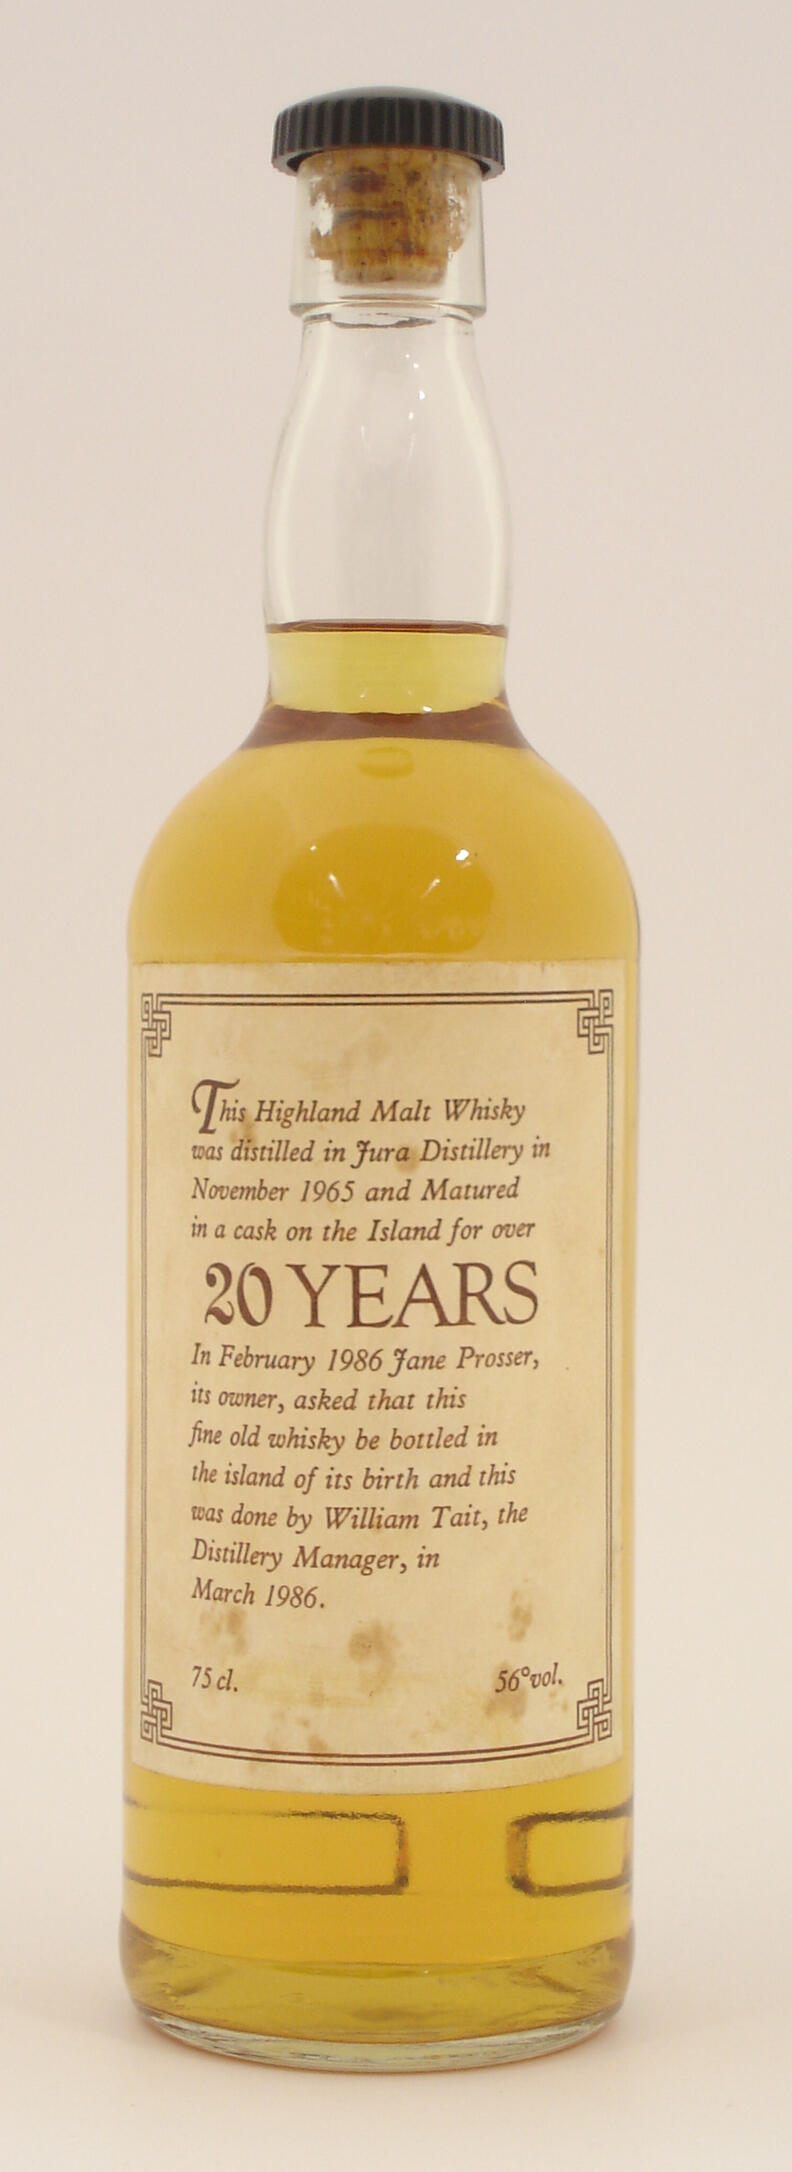 This Highland Malt Whisky
was distilled in Jura Distillery in
November 1965 and Matured
in a cask on the Island for over
20 YEARS
In February 1986 Jane Prosser,
its owner, asked that this
fine old whisky be bottled in
the island of its birth and this
was done by William Tait, the
Distillery Manager, in
March 1986.
75 cl. 56°vol.